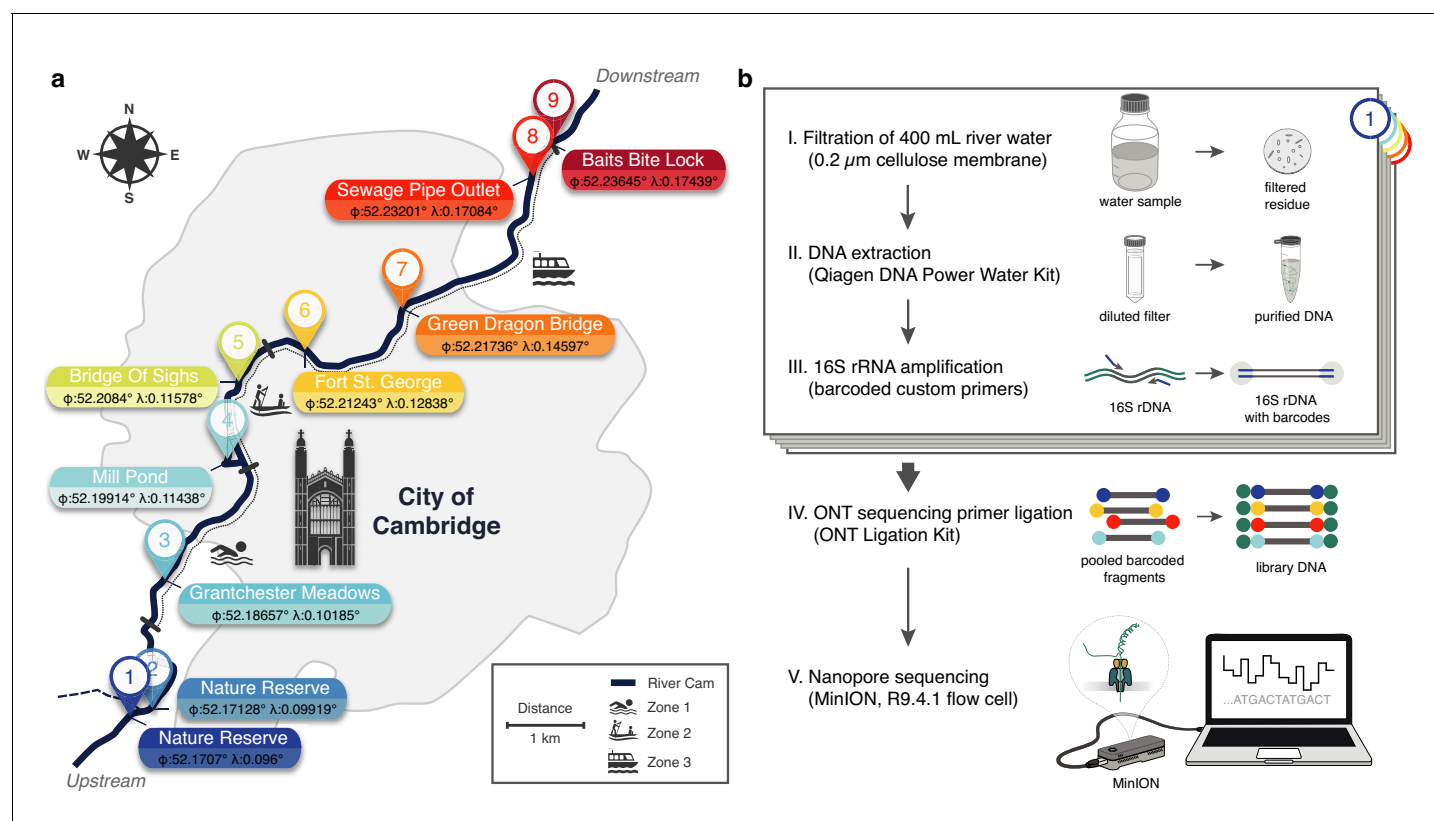 a
Downstream
N
W
E
S
9
8
Baits Bite Lock
φ:52.23645° λ:0.17439°
Sewage Pipe Outlet
φ:52.23201° λ:0.17084°
7
Green Dragon Bridge
φ:52.21736° λ:0.14597°
6
Fort St. George
φ:52.21243° λ:0.12838°
5
Bridge Of Sighs
φ:52.2084° λ:0.11578°
4
Mill Pond
φ:52.19914° λ:0.11438°
City of
Cambridge
3
Grantchester Meadows
φ:52.18657° λ:0.10185°
2
1
Nature Reserve
φ:52.17128° λ:0.09919°
Nature Reserve
φ:52.1707° λ:0.096°
Upstream
Distance
1 km
River Cam
Zone 1
Zone 2
Zone 3
b
1
I. Filtration of 400 mL river water
(0.2 µm cellulose membrane)
water sample
filtered
residue
II. DNA extraction
(Qiagen DNA Power Water Kit)
diluted filter
purified DNA
III. 16S rRNA amplification
(barcoded custom primers)
16S rDNA
16S rDNA
with barcodes
IV. ONT sequencing primer ligation
(ONT Ligation Kit)
pooled barcoded
fragments
library DNA
V. Nanopore sequencing
(MinION, R9.4.1 flow cell)
...ATGACTATGACT
MinION